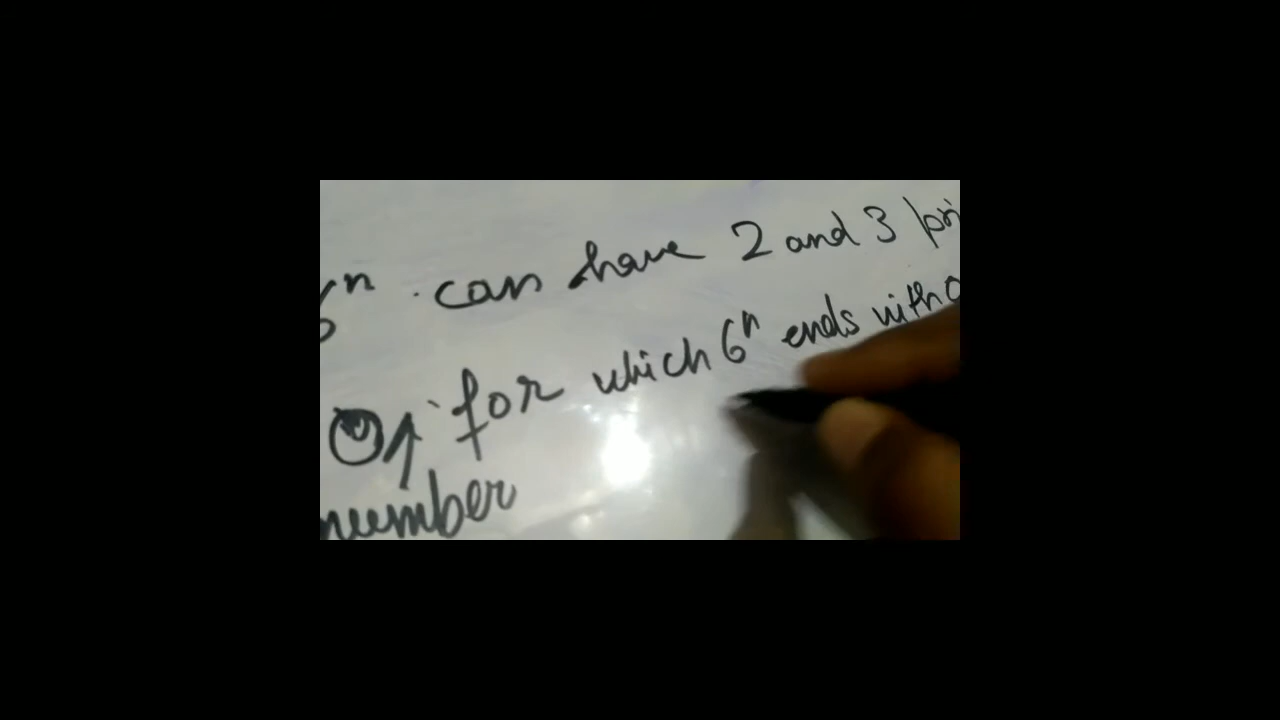 6ⁿ can have 2 and 3
for which 6ⁿ ends with
number